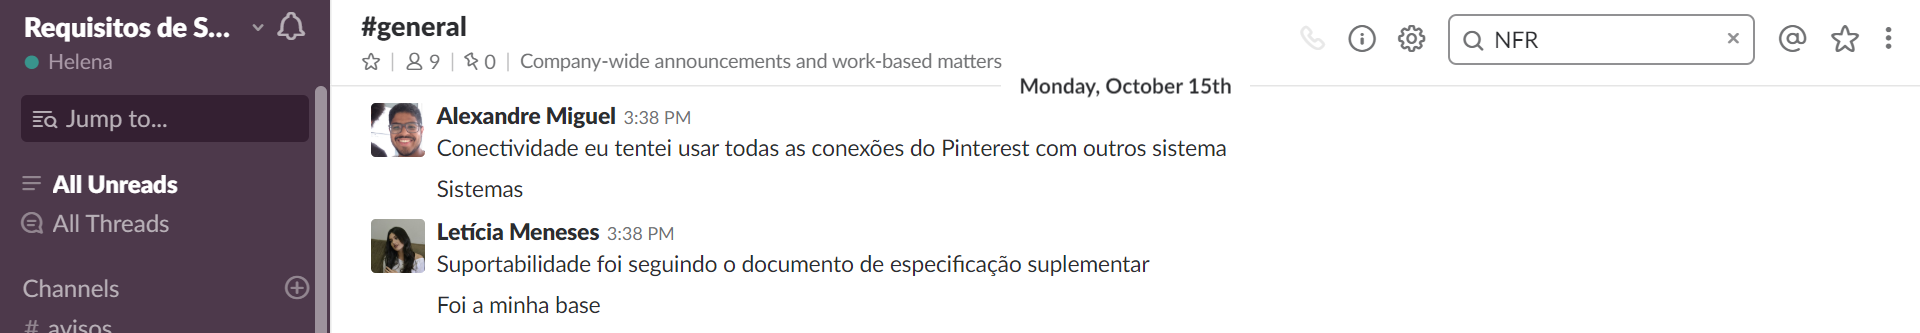 Requisitos de S...
Helena
Jump to...
All Unreads
All Threads
Channels
# avisos
#general
9 | 0 | Company-wide announcements and work-based matters
NFR
Monday, October 15th
Alexandre Miguel 3:38 PM
Conectividade eu tentei usar todas as conexões do Pinterest com outros sistema
Sistemas
Letícia Meneses 3:38 PM
Suportabilidade foi seguindo o documento de especificação suplementar
Foi a minha base